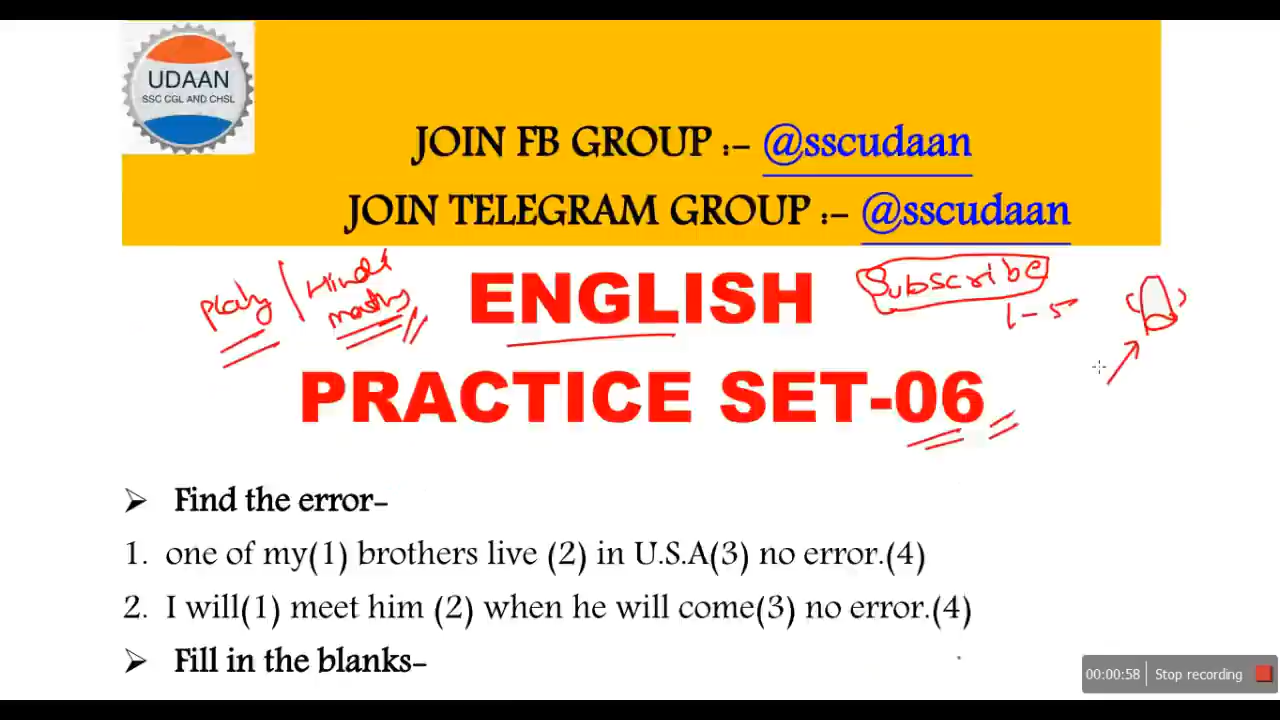 UDAAN
SSC CGL AND CHSL
JOIN FB GROUP :- @sscudaan
JOIN TELEGRAM GROUP :- @sscudaan
Hindi
Subscribe
1-5
ENGLISH
PRACTICE SET-06
➢ Find the error-
1. one of my(1) brothers live (2) in U.S.A(3) no error.(4)
2. I will(1) meet him (2) when he will come(3) no error.(4)
➢ Fill in the blanks-
00:00:58 Stop recording